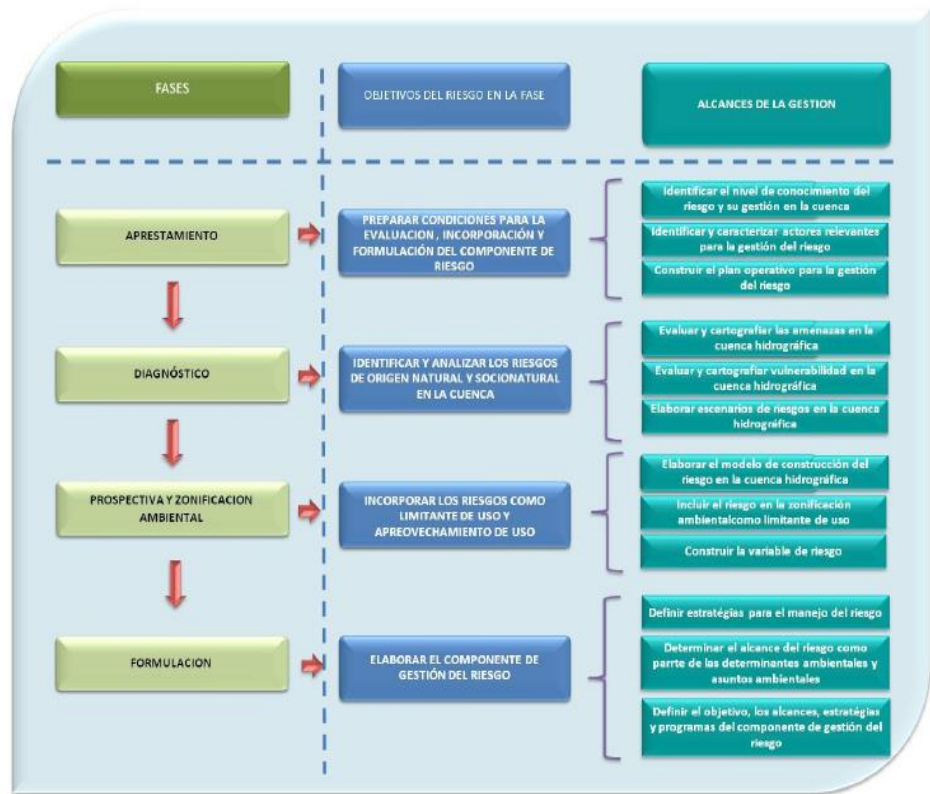 FASES
OBJETIVOS DEL RIESGO EN LA FASE
ALCANCES DE LA GESTION
APRESTAMIENTO
PREPARAR CONDICIONES PARA LA
EVALUACION , INCORPORACIÓN Y
FORMULACIÓN DEL COMPONENTE DE
RIESGO
Identificar el nivel de conocimiento del
riesgo y su gestión en la cuenca
Identificar y caracterizar actores relevantes
para la gestión del riesgo
Construir el plan operativo para la gestión
del riesgo
DIAGNÓSTICO
IDENTIFICAR Y ANALIZAR LOS RIESGOS
DE ORIGEN NATURAL Y SOCIONATURAL
EN LA CUENCA
Evaluar y cartografiar las amenazas en la
cuenca hidrográfica
Evaluar y cartografiar vulnerabilidad en la
cuenca hidrográfica
Elaborar escenarios de riesgos en la cuenca
hidrográfica
PROSPECTIVA Y ZONIFICACION
AMBIENTAL
INCORPORAR LOS RIESGOS COMO
LIMITANTE DE USO Y
APREOVECHAMIENTO DE USO
Elaborar el modelo de construcción del
riesgo en la cuenca hidrográfica
Incluir el riesgo en la zonificación
ambientalcomo limitante de uso
Construir la variable de riesgo
FORMULACION
ELABORAR EL COMPONENTE DE
GESTIÓN DEL RIESGO
Definir estratégias para el manejo del riesgo
Determinar el alcance del riesgo como
parrte de las determinantes ambientales y
asuntos ambientales
Definir el objetivo, los alcances, estratégias
y programas del componente de gestión del
riesgo